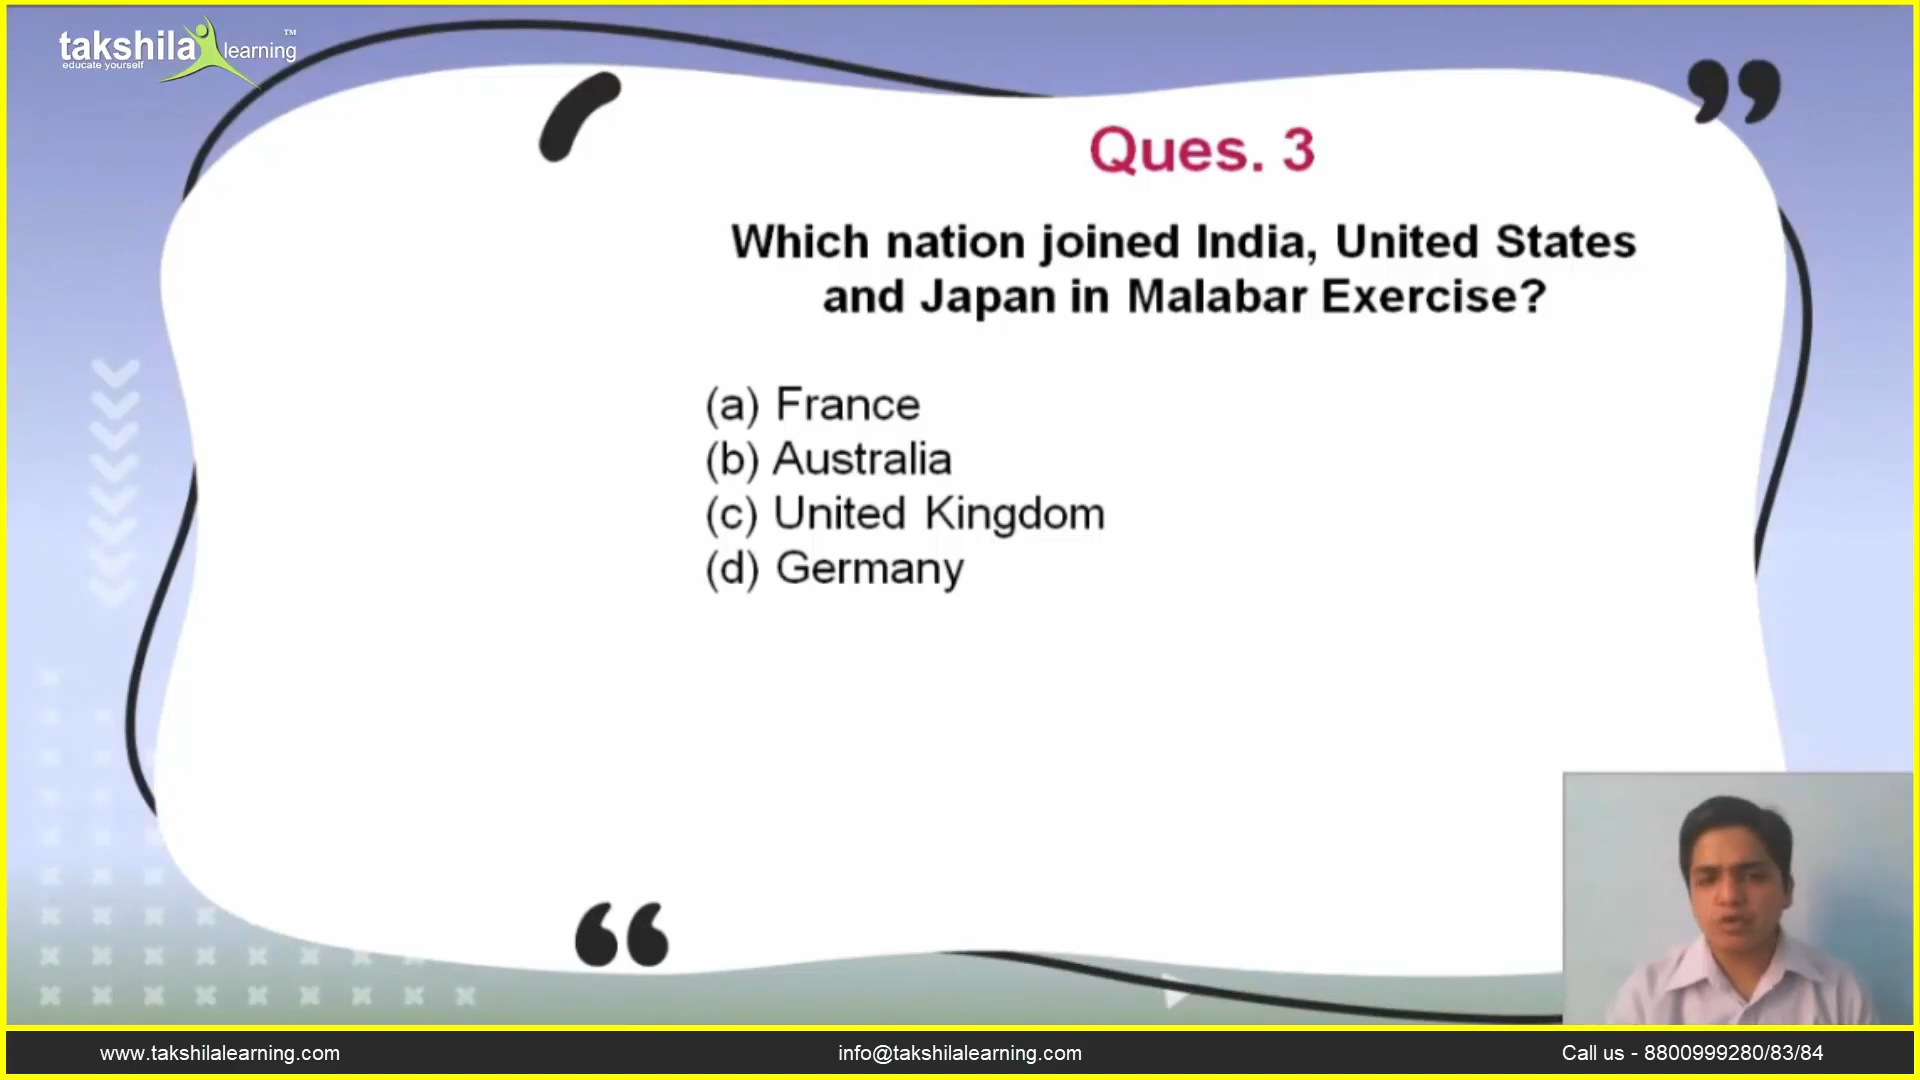 takshila learning™
educate yourself
Ques. 3
Which nation joined India, United States
and Japan in Malabar Exercise?
(a) France
(b) Australia
(c) United Kingdom
(d) Germany
www.takshilalearning.com
info@takshilalearning.com
Call us - 8800999280/83/84